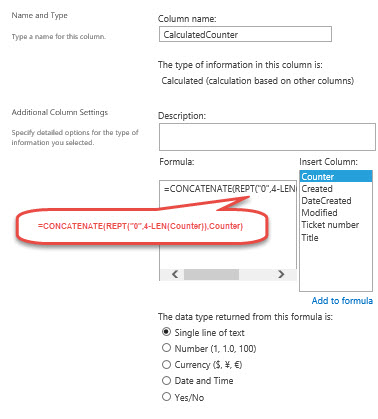 Name and Type
Type a name for this column.
Column name:
CalculatedCounter
The type of information in this column is:
Calculated (calculation based on other columns)
Additional Column Settings
Specify detailed options for the type of
information you selected.
Description:
Formula:
=CONCATENATE(REPT("0",4-LEN
=CONCATENATE(REPT("0",4-LEN(Counter)),Counter)
Insert Column:
Counter
Created
DateCreated
Modified
Ticket number
Title
Add to formula
The data type returned from this formula is:
Single line of text
Number (1, 1.0, 100)
Currency ($, ¥, €)
Date and Time
Yes/No